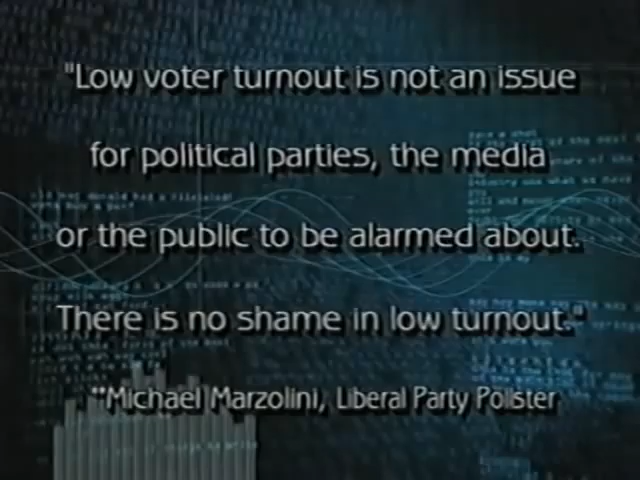 "Low voter turnout is not an issue
for political parties, the media
or the public to be alarmed about.
There is no shame in low turnout."
**Michael Marzolini, Liberal Party Pollster